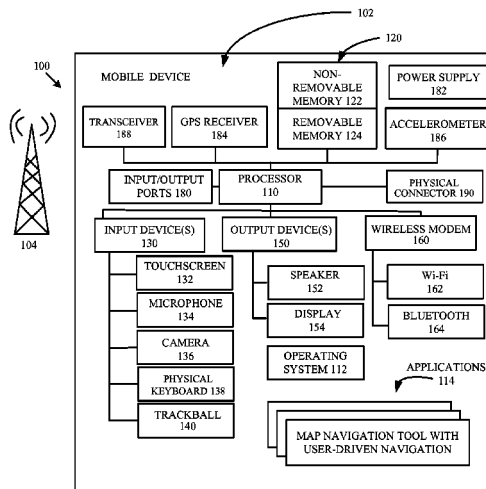 102
120
100
MOBILE DEVICE
NON-
REMOVABLE
MEMORY 122
REMOVABLE
MEMORY 124
POWER SUPPLY
182
TRANSCEIVER
188
GPS RECEIVER
184
ACCELEROMETER
186
INPUT/OUTPUT
PORTS 180
PROCESSOR
110
PHYSICAL
CONNECTOR 190
104
INPUT DEVICE(S)
130
OUTPUT DEVICE(S)
150
WIRELESS MODEM
160
TOUCHSCREEN
132
MICROPHONE
134
CAMERA
136
PHYSICAL
KEYBOARD 138
TRACKBALL
140
SPEAKER
152
DISPLAY
154
Wi-Fi
162
BLUETOOTH
164
OPERATING
SYSTEM 112
APPLICATIONS
114
MAP NAVIGATION TOOL WITH
USER-DRIVEN NAVIGATION